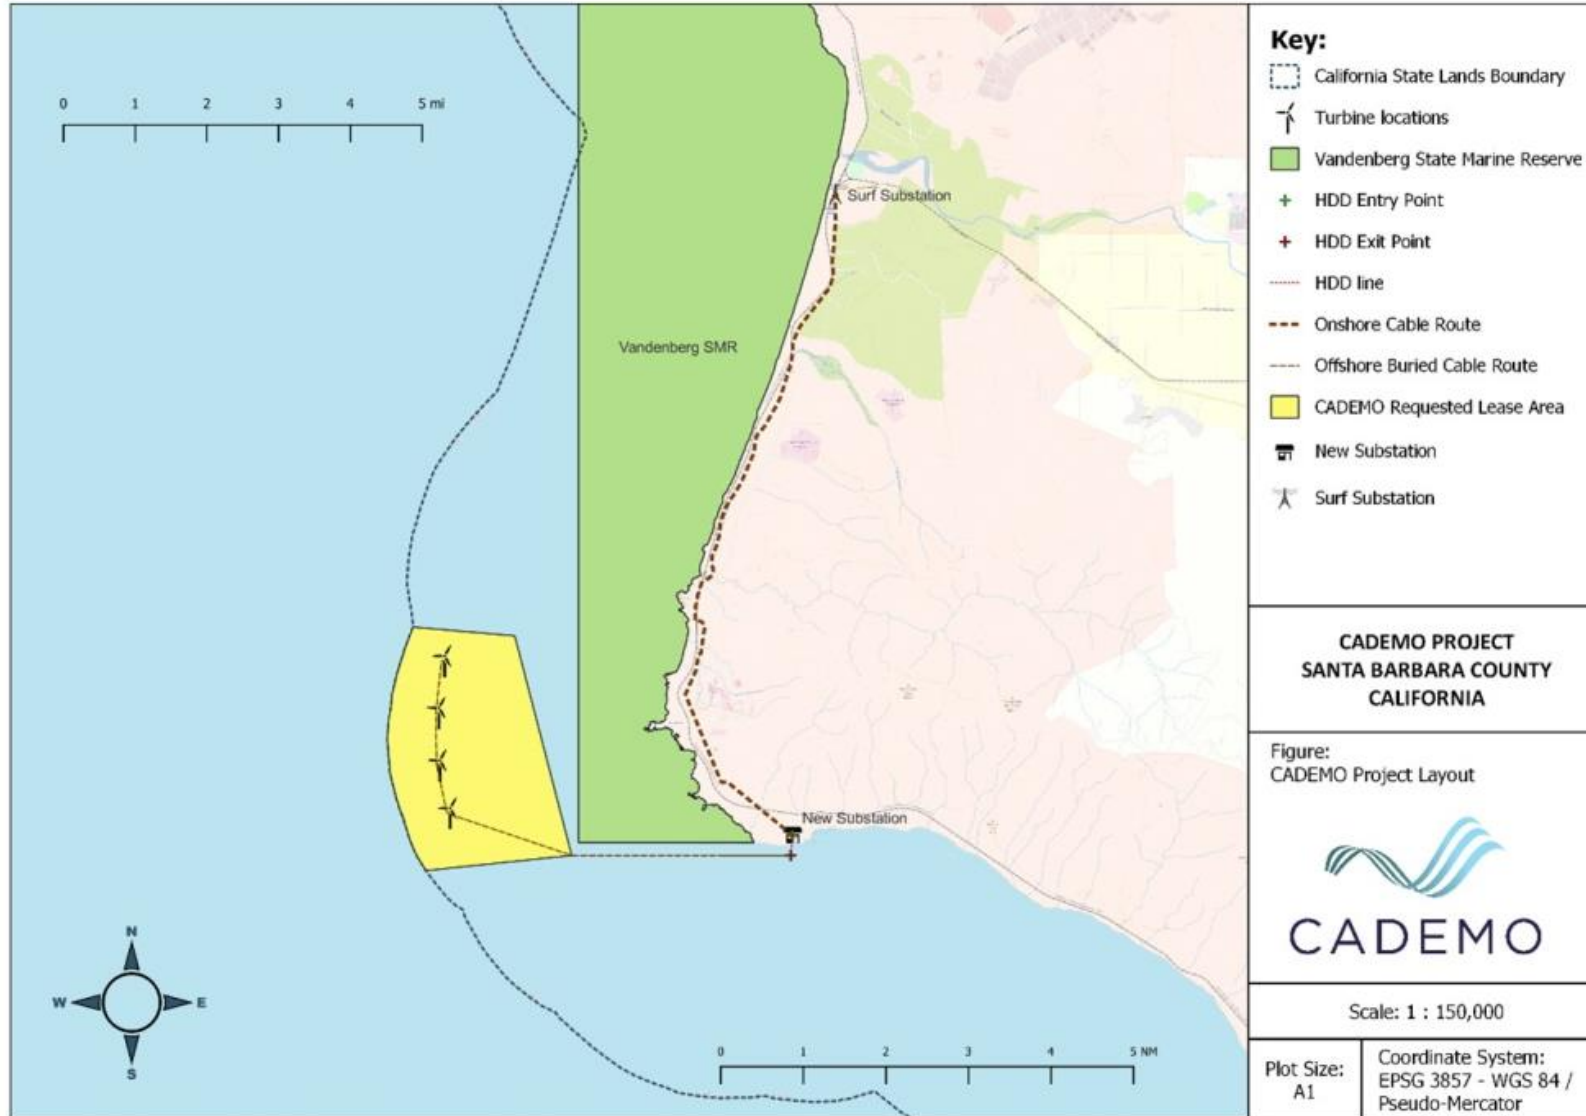 0 1 2 3 4 5 mi
Surf Substation
Vandenberg SMR
New Substation
N
W E
S
0 1 2 3 4 5 NM
Key:
California State Lands Boundary
Turbine locations
Vandenberg State Marine Reserve
HDD Entry Point
HDD Exit Point
HDD line
Onshore Cable Route
Offshore Buried Cable Route
CADEMO Requested Lease Area
New Substation
Surf Substation
CADEMO PROJECT
SANTA BARBARA COUNTY
CALIFORNIA
Figure:
CADEMO Project Layout
CADEMO
Scale: 1 : 150,000
Plot Size:
A1
Coordinate System:
EPSG 3857 - WGS 84 /
Pseudo-Mercator